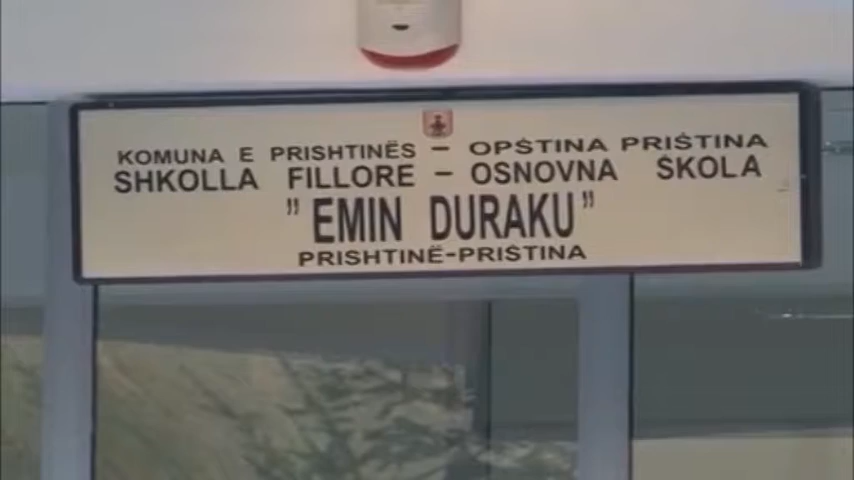 KOMUNA E PRISHTINËS - OPŠTINA PRIŠTINA
SHKOLLA FILLORE - OSNOVNA ŠKOLA
"EMIN DURAKU"
PRISHTINË-PRIŠTINA